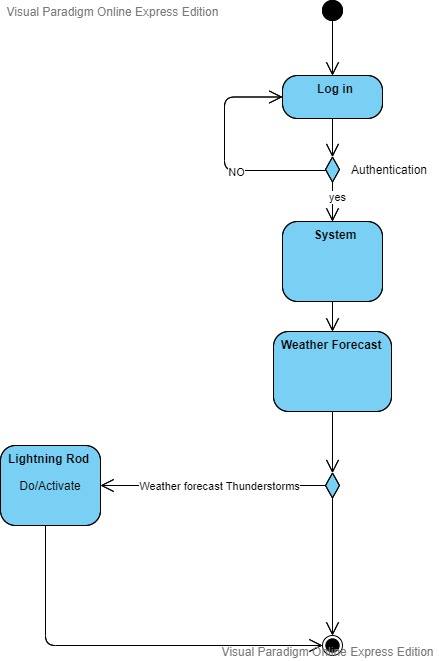 Visual Paradigm Online Express Edition
Log in
NO
Authentication
yes
System
Weather Forecast
Lightning Rod
Do/Activate
Weather forecast Thunderstorms
Visual Paradigm Online Express Edition